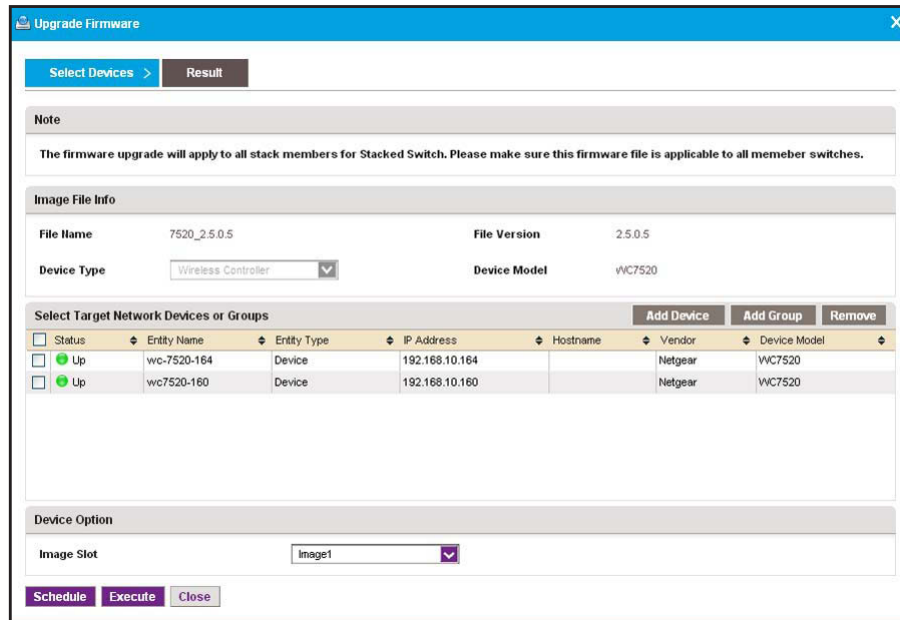 Upgrade Firmware X
Select Devices > Result
Note
The firmware upgrade will apply to all stack members for Stacked Switch. Please make sure this firmware file is applicable to all memeber switches.
Image File Info
File Name 7520_2.5.0.5 File Version 2.5.0.5
Device Type Wireless Controller Device Model WC7520
Select Target Network Devices or Groups Add Device Add Group Remove
Status Entity Name Entity Type IP Address Hostname Vendor Device Model
Up wc-7520-164 Device 192.168.10.164 Netgear WC7520
Up wc7520-160 Device 192.168.10.160 Netgear WC7520
Device Option
Image Slot Image1
Schedule Execute Close